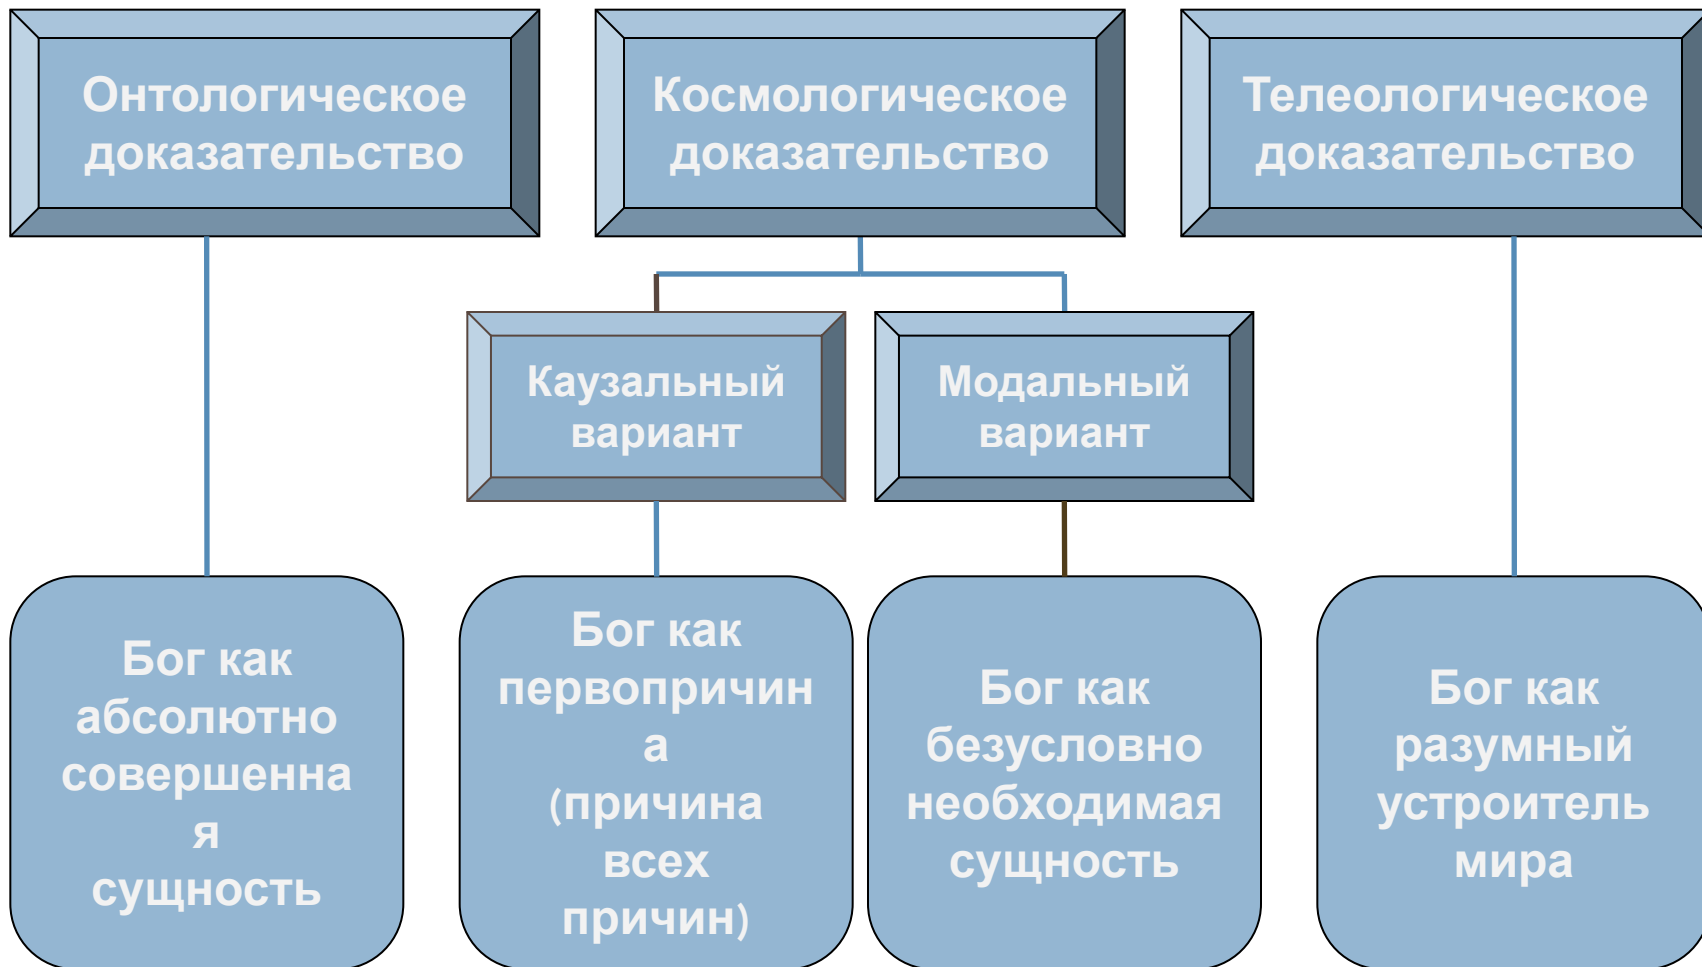 Онтологическое
доказательство
Космологическое
доказательство
Телеологическое
доказательство
Каузальный
вариант
Модальный
вариант
Бог как
абсолютно
совершенна
я
сущность
Бог как
первопричин
а
(причина
всех
причин)
Бог как
безусловно
необходимая
сущность
Бог как
разумный
устроитель
мира